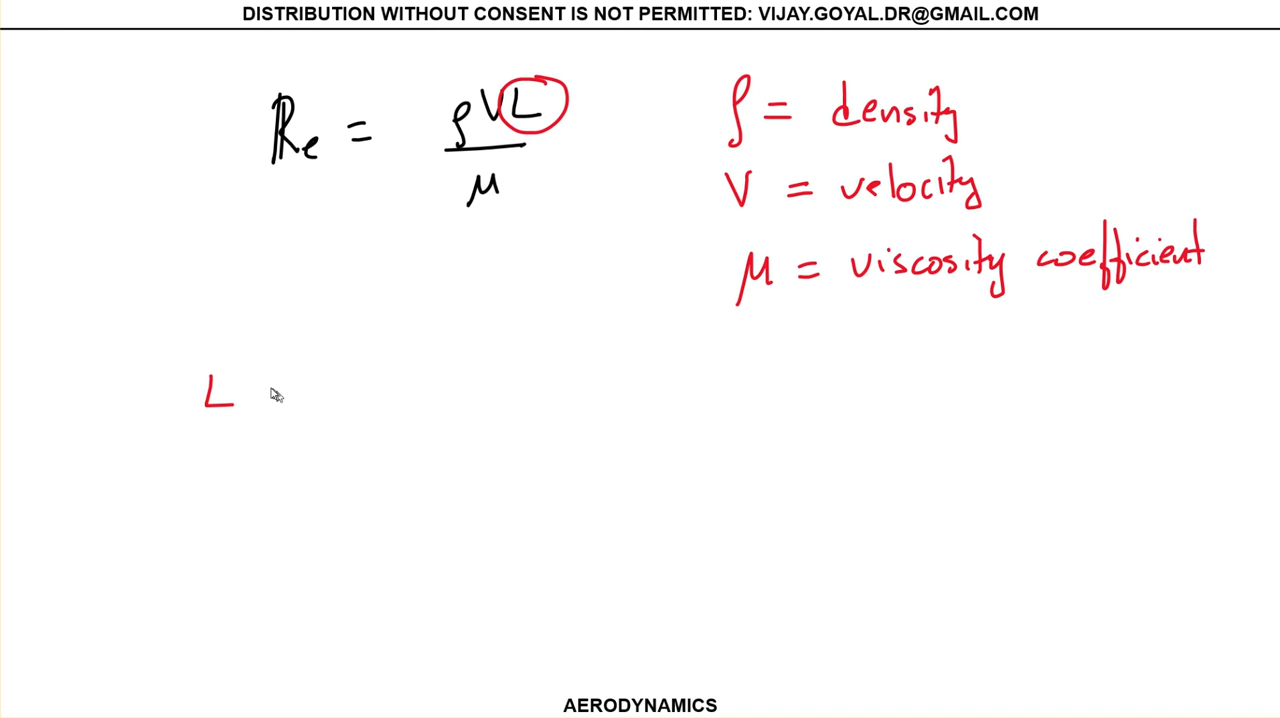 DISTRIBUTION WITHOUT CONSENT IS NOT PERMITTED: VIJAY.GOYAL.DR@GMAIL.COM
ℝe = ρVL / μ
ρ = density
V = velocity
μ = viscosity coefficient
L
AERODYNAMICS